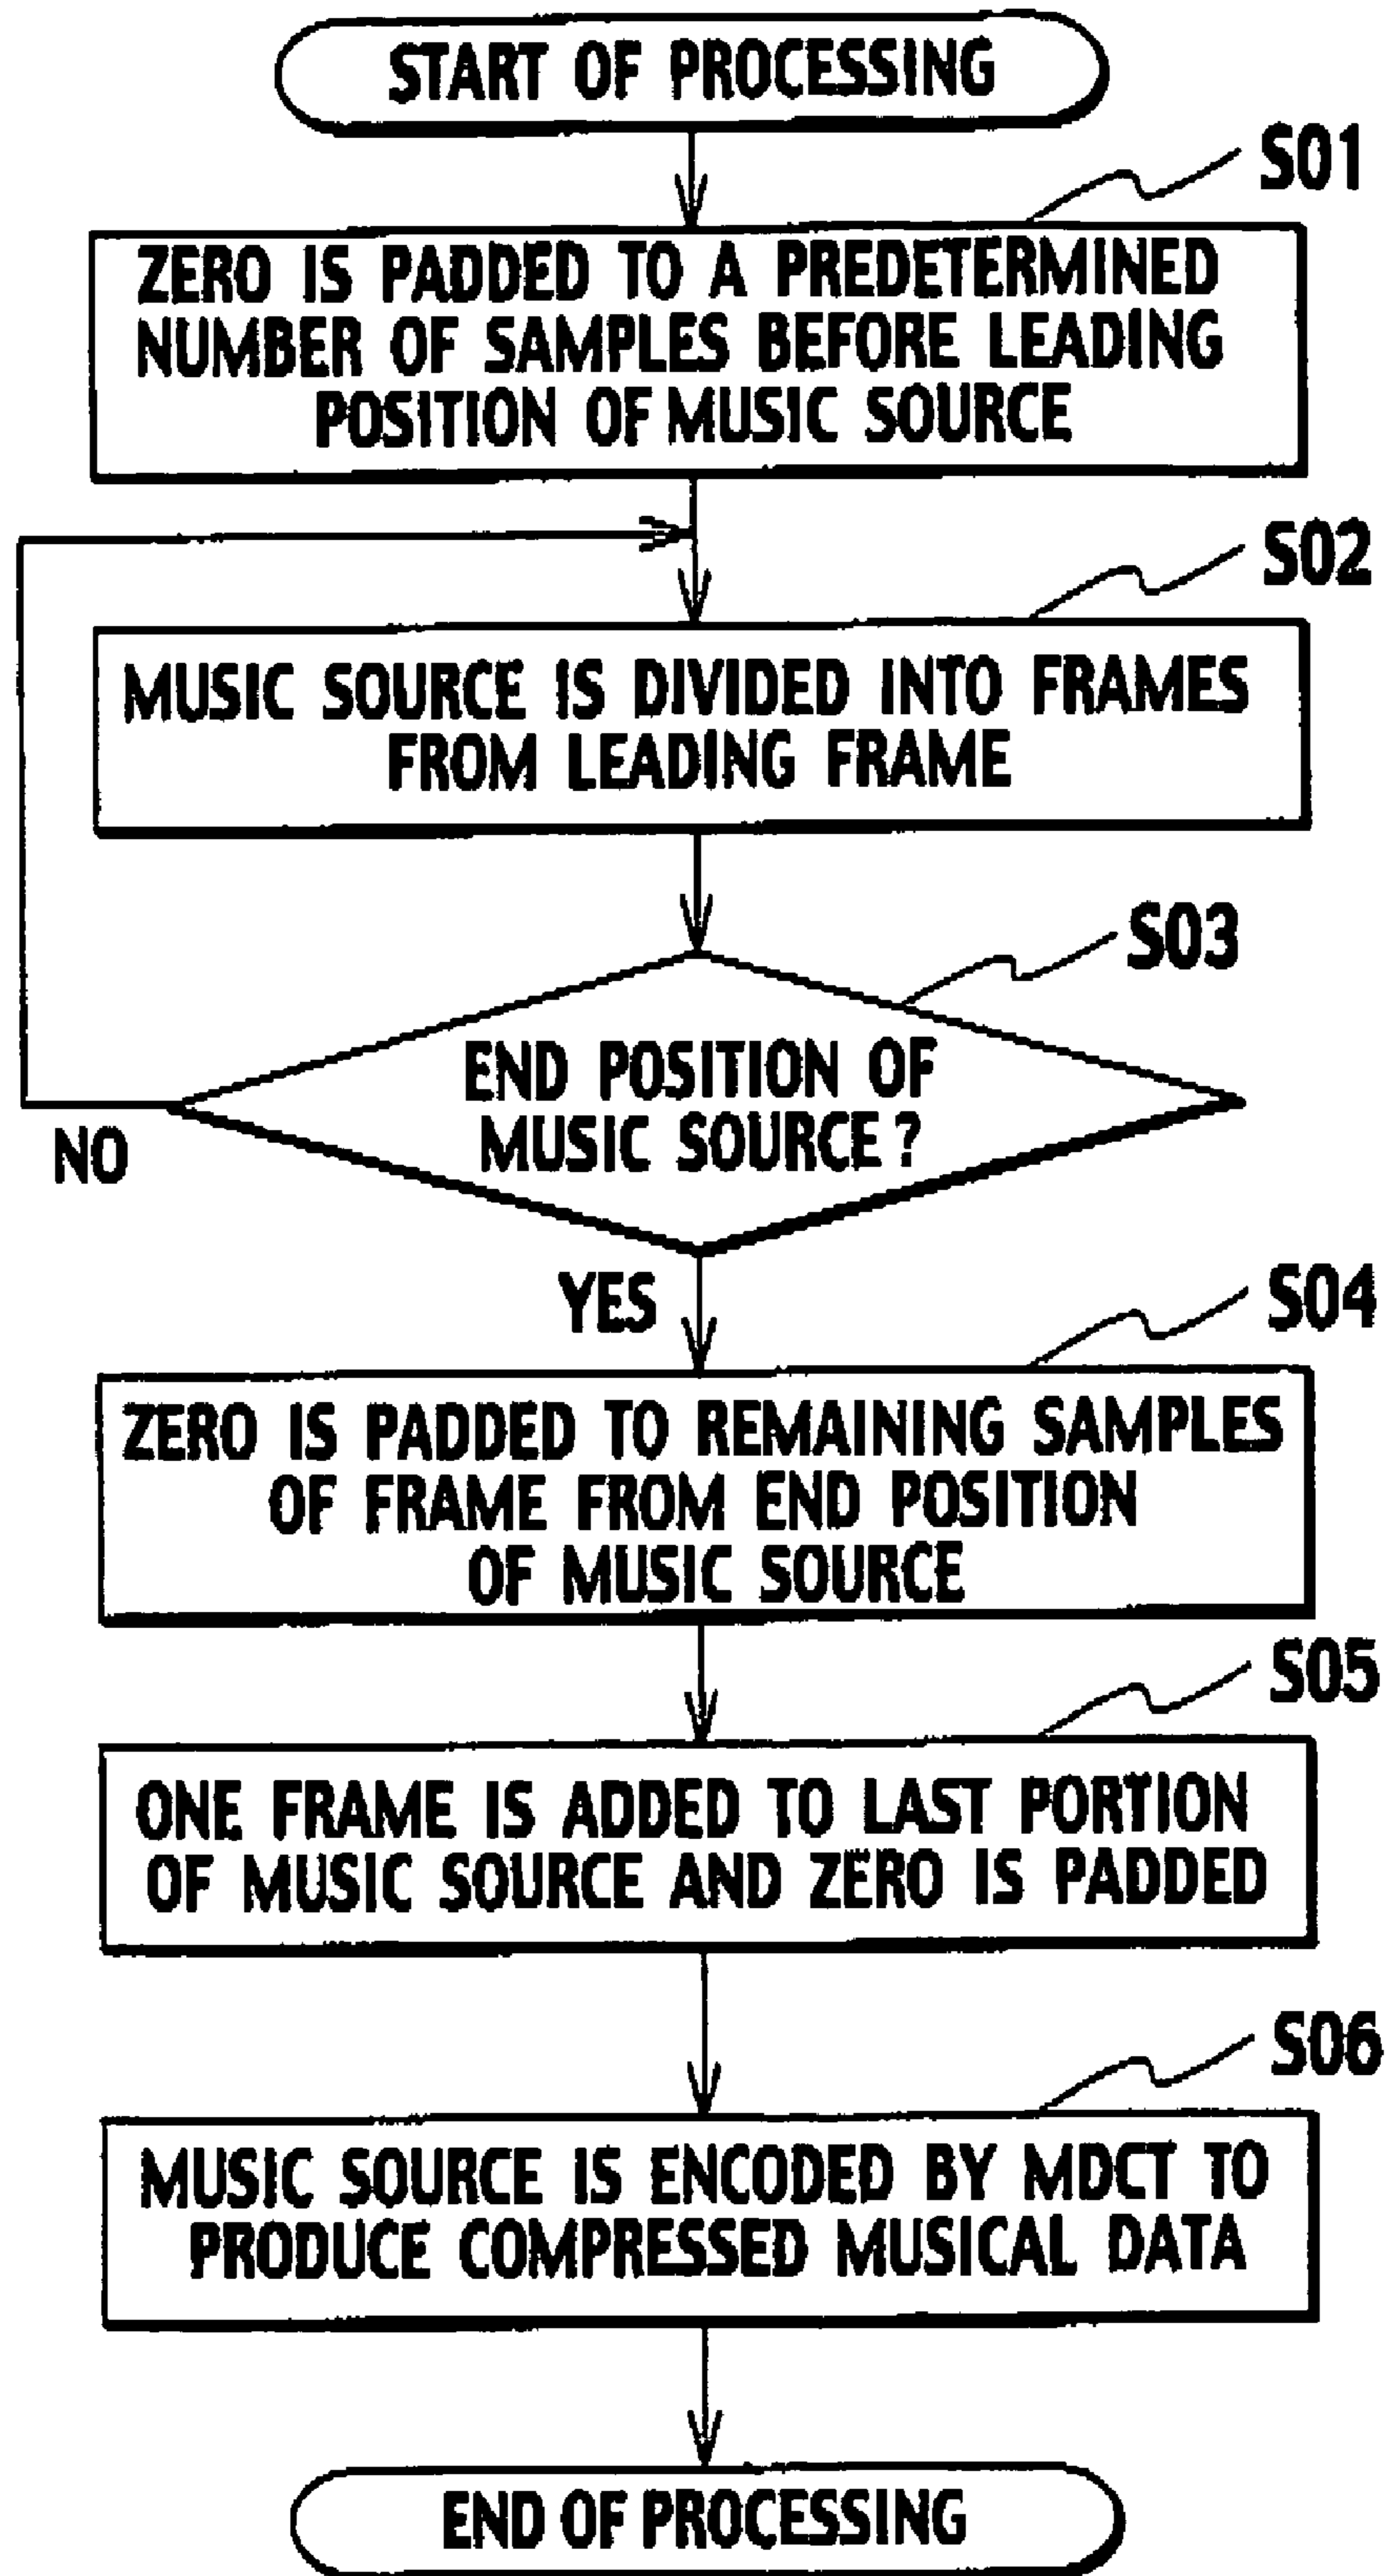 START OF PROCESSING
S01
ZERO IS PADDED TO A PREDETERMINED
NUMBER OF SAMPLES BEFORE LEADING
POSITION OF MUSIC SOURCE
S02
MUSIC SOURCE IS DIVIDED INTO FRAMES
FROM LEADING FRAME
S03
END POSITION OF
MUSIC SOURCE?
NO
YES
S04
ZERO IS PADDED TO REMAINING SAMPLES
OF FRAME FROM END POSITION
OF MUSIC SOURCE
S05
ONE FRAME IS ADDED TO LAST PORTION
OF MUSIC SOURCE AND ZERO IS PADDED
S06
MUSIC SOURCE IS ENCODED BY MDCT TO
PRODUCE COMPRESSED MUSICAL DATA
END OF PROCESSING